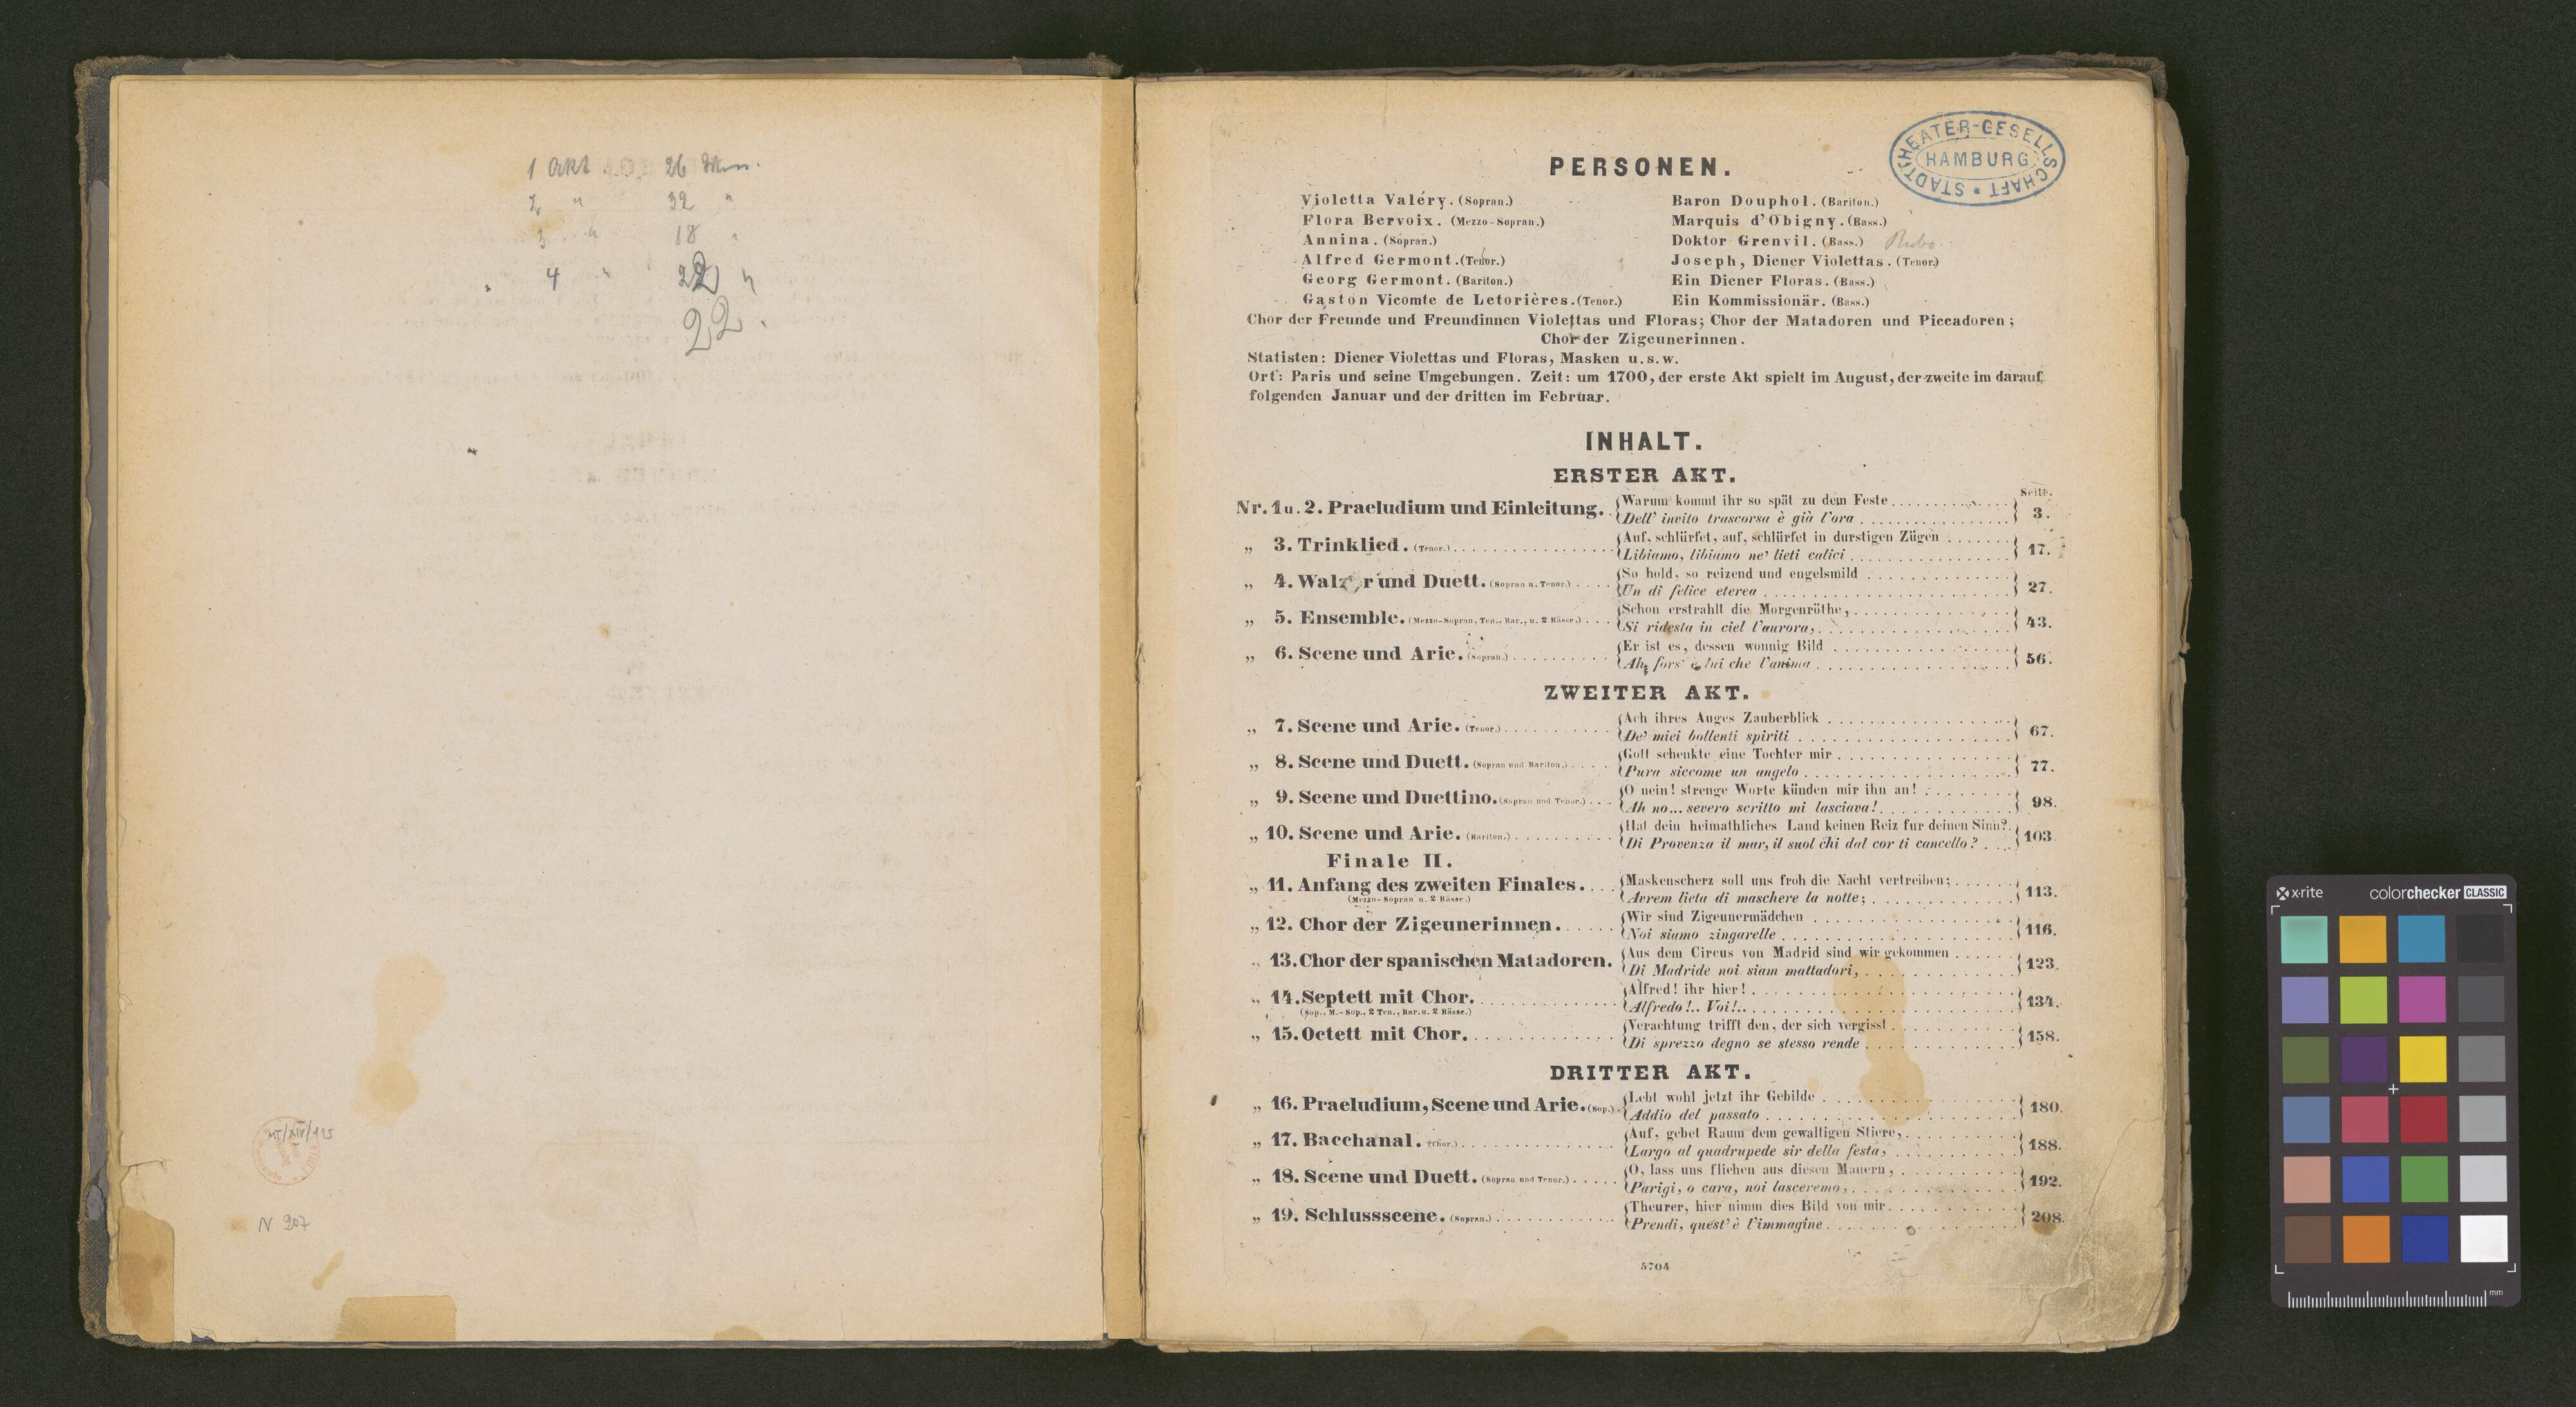 1 Akt 26 Min.
2 " 32 "
3 " 18 "
4 " 22 "
22.
MT/XIV/115
N 207
STADTTHEATER-GESELLSCHAFT
HAMBURG
PERSONEN.
Violetta Valéry. (Sopran.)
Flora Bervoix. (Mezzo-Sopran.)
Annina. (Sopran.)
Alfred Germont. (Tenor.)
Georg Germont. (Bariton.)
Gaston Vicomte de Letorières. (Tenor.)
Baron Douphol. (Bariton.)
Marquis d'Obigny. (Bass.)
Doktor Grenvil. (Bass.)
Joseph, Diener Violettas. (Tenor.)
Ein Diener Floras. (Bass.)
Ein Kommissionär. (Bass.)
Chor der Freunde und Freundinnen Violettas und Floras; Chor der Matadoren und Piccadoren;
Chor der Zigeunerinnen.
Statisten: Diener Violettas und Floras, Masken u.s.w.
Ort: Paris und seine Umgebungen. Zeit: um 1700, der erste Akt spielt im August, der zweite im darauf
folgenden Januar und der dritten im Februar.
INHALT.
ERSTER AKT.
Seite.
Nr. 1 u. 2. Praeludium und Einleitung. Warum kommt ihr so spät zu dem Feste
Dell' invito trascorsa è già l'ora 3.
„ 3. Trinklied. (Tenor.) Auf, schlürfet, auf, schlürfet in durstigen Zügen
Libiamo, libiamo ne' lieti calici 17.
„ 4. Walzer und Duett. (Sopran u. Tenor.) So hold, so reizend und engelsmild
Un di felice eterea 27.
„ 5. Ensemble. (Mezzo-Sopran, Ten., Bar., u. 2 Bässe.) Schon erstrahlt die Morgenröthe,
Si ridesta in ciel l'aurora, 43.
„ 6. Scene und Arie. (Sopran.) Er ist es, dessen wonnig Bild
Ah, fors' è lui che l'anima 56.
ZWEITER AKT.
„ 7. Scene und Arie. (Tenor.) Ach ihres Auges Zauberblick
De' miei bollenti spiriti 67.
„ 8. Scene und Duett. (Sopran und Bariton.) Gott schenkte eine Tochter mir
Pura siccome un angelo 77.
„ 9. Scene und Duettino. (Sopran und Tenor.) O nein! strenge Worte künden mir ihn an!
Ah no... severo scritto mi lasciava! 98.
„ 10. Scene und Arie. (Bariton.) Hat dein heimathliches Land keinen Reiz fur deinen Sinn?
Di Provenza il mar, il suol chi dal cor ti cancello? 103.
Finale II.
„ 11. Anfang des zweiten Finales. Maskenscherz soll uns froh die Nacht vertreiben;
(Mezzo-Sopran u. 2 Bässe.) Avrem lieta di maschere la notte; 113.
„ 12. Chor der Zigeunerinnen. Wir sind Zigeunermädchen
Noi siamo zingarelle 116.
„ 13. Chor der spanischen Matadoren. Aus dem Circus von Madrid sind wir gekommen
Di Madride noi siam mattadori, 123.
„ 14. Septett mit Chor. Alfred! ihr hier!
(Sop., M.-Sop., 2 Ten., Bar. u. 2 Bässe.) Alfredo!.. Voi!.. 134.
„ 15. Octett mit Chor. Verachtung trifft den, der sich vergisst
Di sprezzo degno se stesso rende 158.
DRITTER AKT.
„ 16. Praeludium, Scene und Arie. (Sop.) Lebt wohl jetzt ihr Gebilde
Addio del passato 180.
„ 17. Bacchanal. (Chor.) Auf, gebet Raum dem gewaltigen Stiere,
Largo al quadrupede sir della festa, 188.
„ 18. Scene und Duett. (Sopran und Tenor.) O, lass uns fliehen aus diesen Mauern,
Parigi, o cara, noi lasceremo, 192.
„ 19. Schlussscene. (Sopran.) Theurer, hier nimm dies Bild von mir
Prendi, quest' è l'immagine 208.
5704
x-rite colorchecker CLASSIC
mm